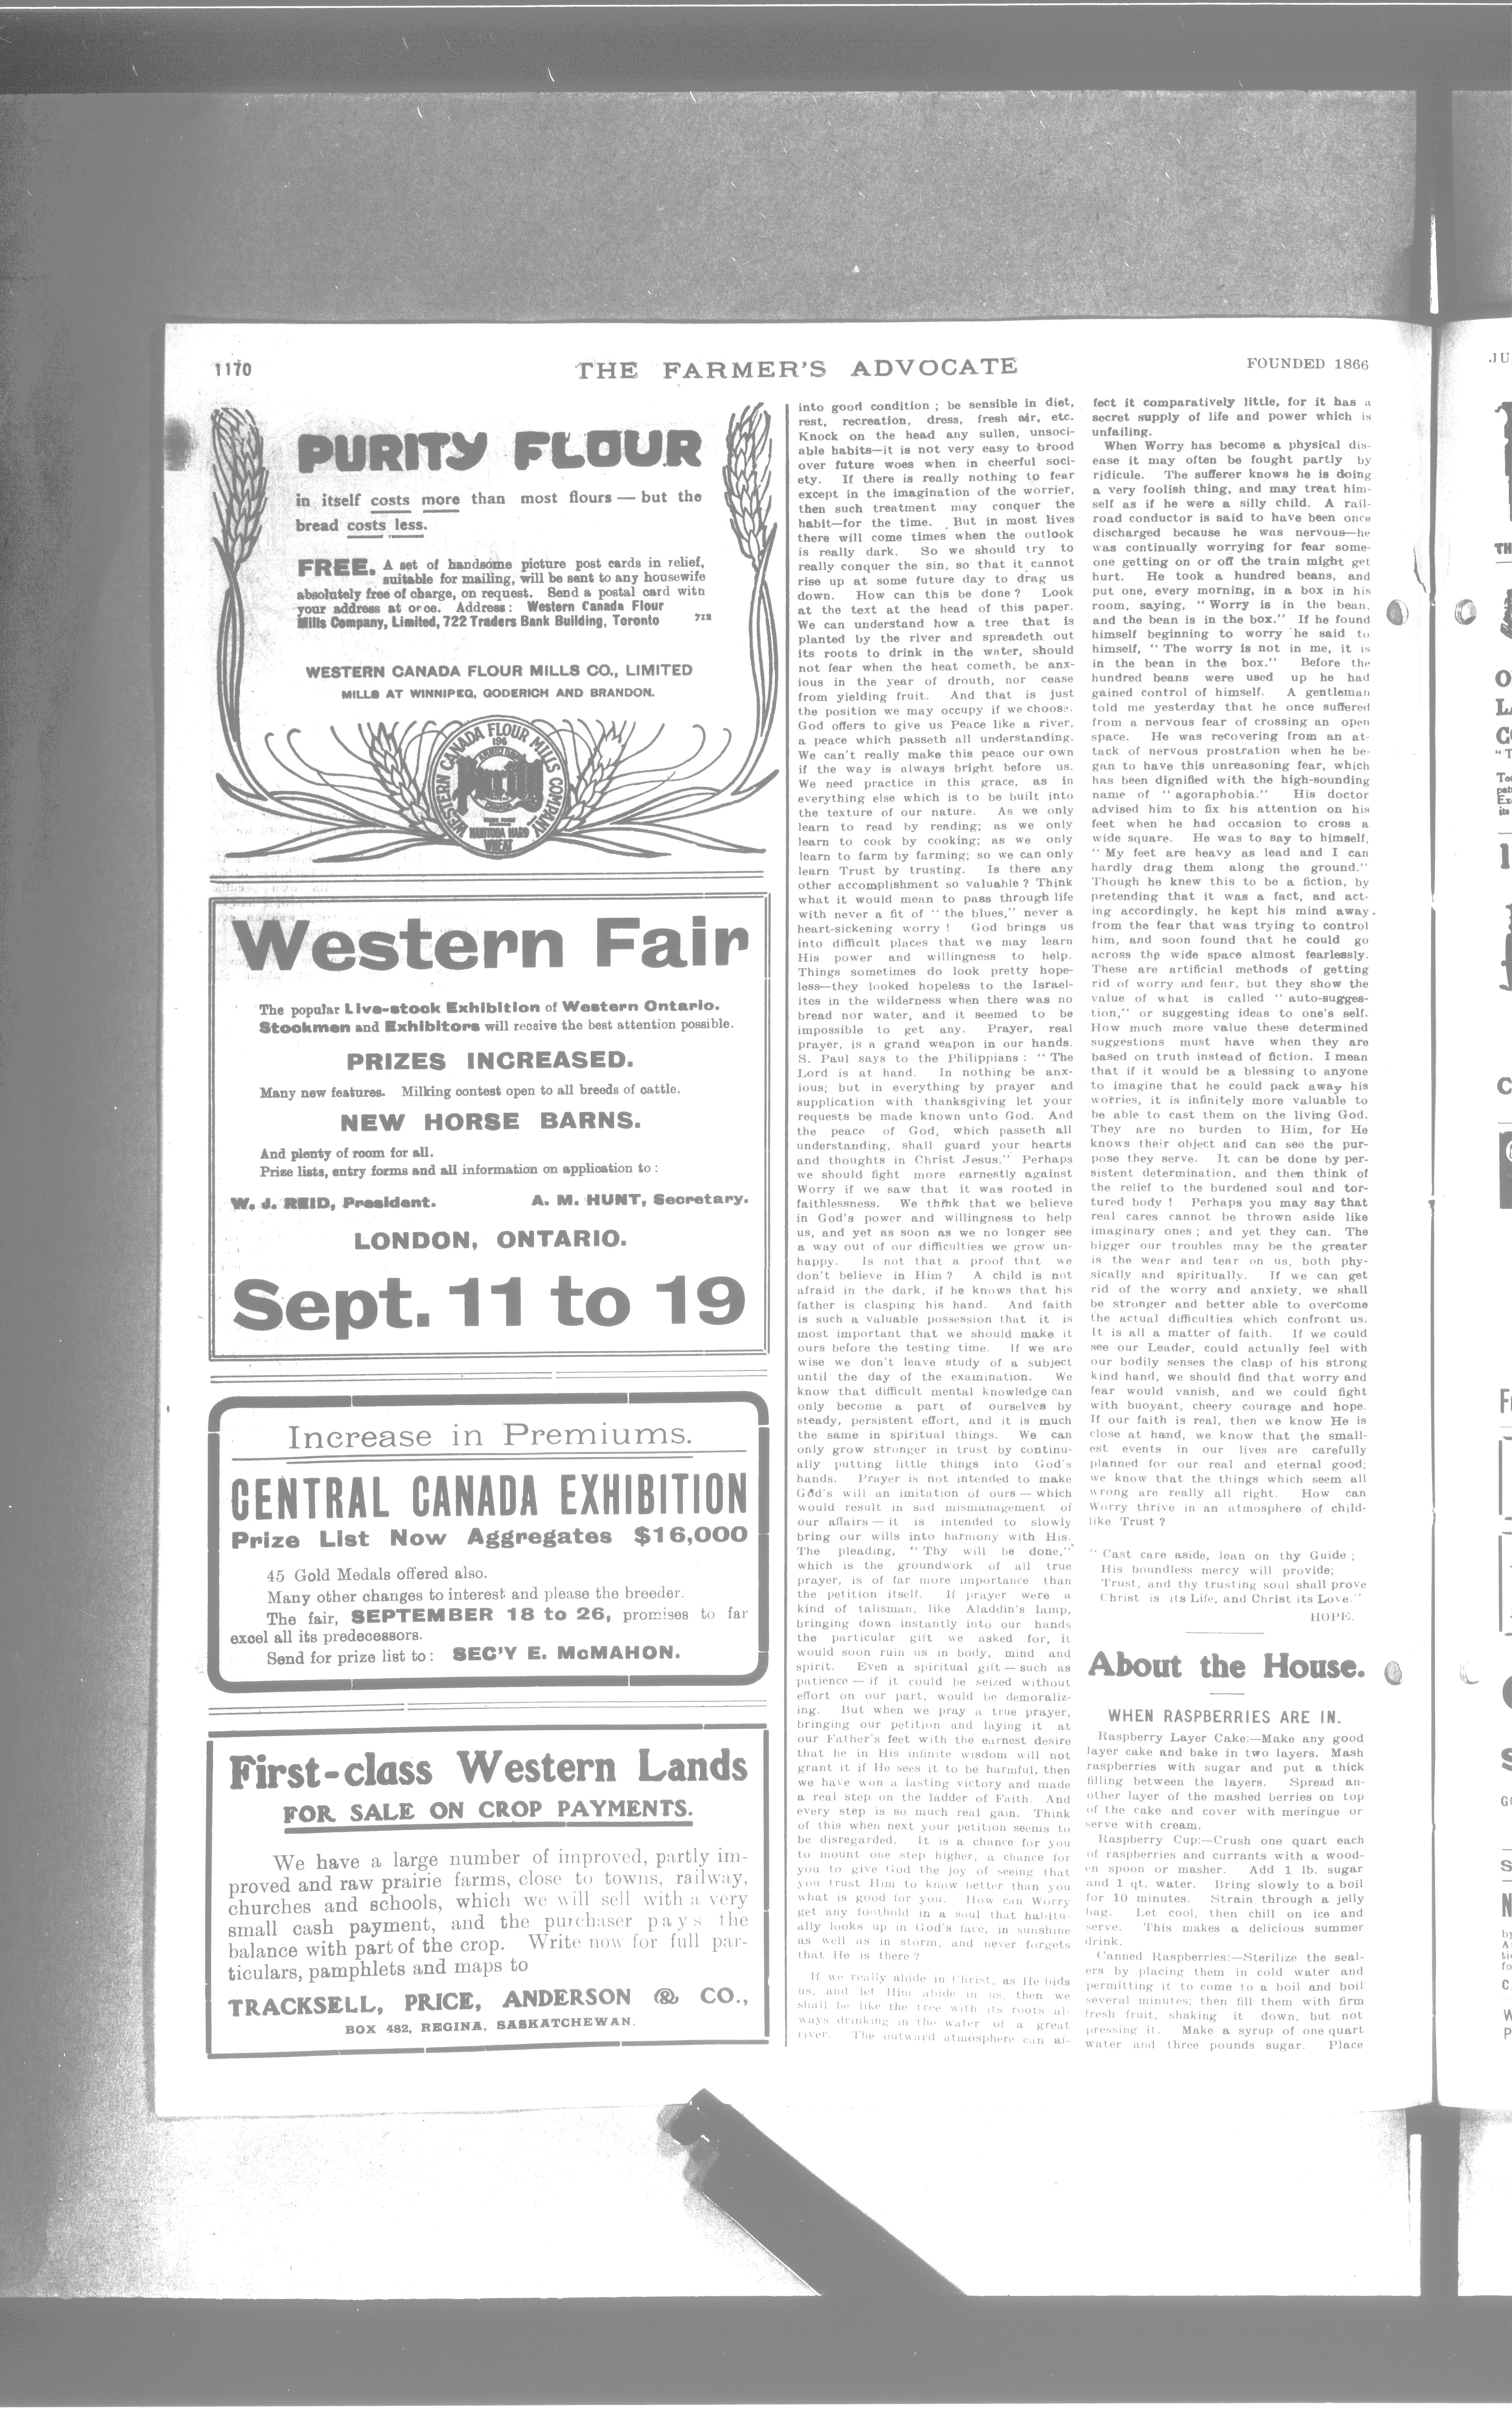 1170
THE FARMER'S ADVOCATE
FOUNDED 1866
PURITY FLOUR
in itself costs more than most flours — but the
bread costs less.
FREE. A set of handsome picture post cards in relief,
suitable for mailing, will be sent to any housewife
absolutely free of charge, on request. Send a postal card with
your address at once. Address: Western Canada Flour
Mills Company, Limited, 722 Traders Bank Building, Toronto
712
WESTERN CANADA FLOUR MILLS CO., LIMITED
MILLS AT WINNIPEG, GODERICH AND BRANDON.
WESTERN CANADA FLOUR MILLS COMPANY
196
Purity
MANITOBA HARD
WHEAT
Western Fair
The popular Live-stock Exhibition of Western Ontario.
Stockmen and Exhibitors will receive the best attention possible.
PRIZES INCREASED.
Many new features. Milking contest open to all breeds of cattle.
NEW HORSE BARNS.
And plenty of room for all.
Prize lists, entry forms and all information on application to:
W. J. REID, President. A. M. HUNT, Secretary.
LONDON, ONTARIO.
Sept. 11 to 19
Increase in Premiums.
CENTRAL CANADA EXHIBITION
Prize List Now Aggregates $16,000
45 Gold Medals offered also.
Many other changes to interest and please the breeder.
The fair, SEPTEMBER 18 to 26, promises to far
excel all its predecessors.
Send for prize list to: SEC'Y E. McMAHON.
First-class Western Lands
FOR SALE ON CROP PAYMENTS.
We have a large number of improved, partly im-
proved and raw prairie farms, close to towns, railway,
churches and schools, which we will sell with a very
small cash payment, and the purchaser pays the
balance with part of the crop. Write now for full par-
ticulars, pamphlets and maps to
TRACKSELL, PRICE, ANDERSON & CO.,
BOX 482, REGINA, SASKATCHEWAN.
into good condition; be sensible in diet,
rest, recreation, dress, fresh air, etc.
Knock on the head any sullen, unsoci-
able habits—it is not very easy to brood
over future woes when in cheerful soci-
ety. If there is really nothing to fear
except in the imagination of the worrier,
then such treatment may conquer the
habit—for the time. But in most lives
there will come times when the outlook
is really dark. So we should try to
really conquer the sin, so that it cannot
rise up at some future day to drag us
down. How can this be done? Look
at the text at the head of this paper.
We can understand how a tree that is
planted by the river and spreadeth out
its roots to drink in the water, should
not fear when the heat cometh, be anx-
ious in the year of drouth, nor cease
from yielding fruit. And that is just
the position we may occupy if we choose.
God offers to give us Peace like a river,
a peace which passeth all understanding.
We can't really make this peace our own
if the way is always bright before us.
We need practice in this grace, as in
everything else which is to be built into
the texture of our nature. As we only
learn to read by reading; as we only
learn to cook by cooking; as we only
learn to farm by farming; so we can only
learn Trust by trusting. Is there any
other accomplishment so valuable? Think
what it would mean to pass through life
with never a fit of "the blues," never a
heart-sickening worry! God brings us
into difficult places that we may learn
His power and willingness to help.
Things sometimes do look pretty hope-
less—they looked hopeless to the Israel-
ites in the wilderness when there was no
bread nor water, and it seemed to be
impossible to get any. Prayer, real
prayer, is a grand weapon in our hands.
S. Paul says to the Philippians: "The
Lord is at hand. In nothing be anx-
ious; but in everything by prayer and
supplication with thanksgiving let your
requests be made known unto God. And
the peace of God, which passeth all
understanding, shall guard your hearts
and thoughts in Christ Jesus." Perhaps
we should fight more earnestly against
Worry if we saw that it was rooted in
faithlessness. We think that we believe
in God's power and willingness to help
us, and yet as soon as we no longer see
a way out of our difficulties we grow un-
happy. Is not that a proof that we
don't believe in Him? A child is not
afraid in the dark, if he knows that his
father is clasping his hand. And faith
is such a valuable possession that it is
most important that we should make it
ours before the testing time. If we are
wise we don't leave study of a subject
until the day of the examination. We
know that difficult mental knowledge can
only become a part of ourselves by
steady, persistent effort, and it is much
the same in spiritual things. We can
only grow stronger in trust by continu-
ally putting little things into God's
hands. Prayer is not intended to make
God's will an imitation of ours — which
would result in sad mismanagement of
our affairs — it is intended to slowly
bring our wills into harmony with His.
The pleading, "Thy will be done,"
which is the groundwork of all true
prayer, is of far more importance than
the petition itself. If prayer were a
kind of talisman, like Aladdin's lamp,
bringing down instantly into our hands
the particular gift we asked for, it
would soon ruin us in body, mind and
spirit. Even a spiritual gift — such as
patience — if it could be seized without
effort on our part, would be demoraliz-
ing. But when we pray a true prayer,
bringing our petition and laying it at
our Father's feet with the earnest desire
that he in His infinite wisdom will not
grant it if He sees it to be harmful, then
we have won a lasting victory and made
a real step on the ladder of Faith. And
every step is so much real gain. Think
of this when next your petition seems to
be disregarded. It is a chance for you
to mount one step higher, a chance for
you to give God the joy of seeing that
you trust Him to know better than you
what is good for you. How can Worry
get any foothold in a soul that habitu-
ally looks up in God's face, in sunshine
as well as in storm, and never forgets
that He is there?
If we really abide in Christ, as He bids
us, and let Him abide in us, then we
shall be like the tree with its roots al-
ways drinking in the water of a great
river. The outward atmosphere can af-
fect it comparatively little, for it has a
secret supply of life and power which is
unfailing.
When Worry has become a physical dis-
ease it may often be fought partly by
ridicule. The sufferer knows he is doing
a very foolish thing, and may treat him-
self as if he were a silly child. A rail-
road conductor is said to have been once
discharged because he was nervous—he
was continually worrying for fear some-
one getting on or off the train might get
hurt. He took a hundred beans, and
put one, every morning, in a box in his
room, saying, "Worry is in the bean,
and the bean is in the box." If he found
himself beginning to worry he said to
himself, "The worry is not in me, it is
in the bean in the box." Before the
hundred beans were used up he had
gained control of himself. A gentleman
told me yesterday that he once suffered
from a nervous fear of crossing an open
space. He was recovering from an at-
tack of nervous prostration when he be-
gan to have this unreasoning fear, which
has been dignified with the high-sounding
name of "agoraphobia." His doctor
advised him to fix his attention on his
feet when he had occasion to cross a
wide square. He was to say to himself,
"My feet are heavy as lead and I can
hardly drag them along the ground."
Though he knew this to be a fiction, by
pretending that it was a fact, and act-
ing accordingly, he kept his mind away
from the fear that was trying to control
him, and soon found that he could go
across the wide space almost fearlessly.
These are artificial methods of getting
rid of worry and fear, but they show the
value of what is called "auto-sugges-
tion," or suggesting ideas to one's self.
How much more value these determined
suggestions must have when they are
based on truth instead of fiction. I mean
that if it would be a blessing to anyone
to imagine that he could pack away his
worries, it is infinitely more valuable to
be able to cast them on the living God.
They are no burden to Him, for He
knows their object and can see the pur-
pose they serve. It can be done by per-
sistent determination, and then think of
the relief to the burdened soul and tor-
tured body! Perhaps you may say that
real cares cannot be thrown aside like
imaginary ones; and yet they can. The
bigger our troubles may be the greater
is the wear and tear on us, both phy-
sically and spiritually. If we can get
rid of the worry and anxiety, we shall
be stronger and better able to overcome
the actual difficulties which confront us.
It is all a matter of faith. If we could
see our Leader, could actually feel with
our bodily senses the clasp of his strong
kind hand, we should find that worry and
fear would vanish, and we could fight
with buoyant, cheery courage and hope.
If our faith is real, then we know He is
close at hand, we know that the small-
est events in our lives are carefully
planned for our real and eternal good;
we know that the things which seem all
wrong are really all right. How can
Worry thrive in an atmosphere of child-
like Trust?
"Cast care aside, lean on thy Guide;
His boundless mercy will provide;
Trust, and thy trusting soul shall prove
Christ is its Life, and Christ its Love."
HOPE.
About the House.
WHEN RASPBERRIES ARE IN.
Raspberry Layer Cake:—Make any good
layer cake and bake in two layers. Mash
raspberries with sugar and put a thick
filling between the layers. Spread an-
other layer of the mashed berries on top
of the cake and cover with meringue or
serve with cream.
Raspberry Cup:—Crush one quart each
of raspberries and currants with a wood-
en spoon or masher. Add 1 lb. sugar
and 1 qt. water. Bring slowly to a boil
for 10 minutes. Strain through a jelly
bag. Let cool, then chill on ice and
serve. This makes a delicious summer
drink.
Canned Raspberries:—Sterilize the seal-
ers by placing them in cold water and
permitting it to come to a boil and boil
several minutes; then fill them with firm
fresh fruit, shaking it down, but not
pressing it. Make a syrup of one quart
water and three pounds sugar. Place